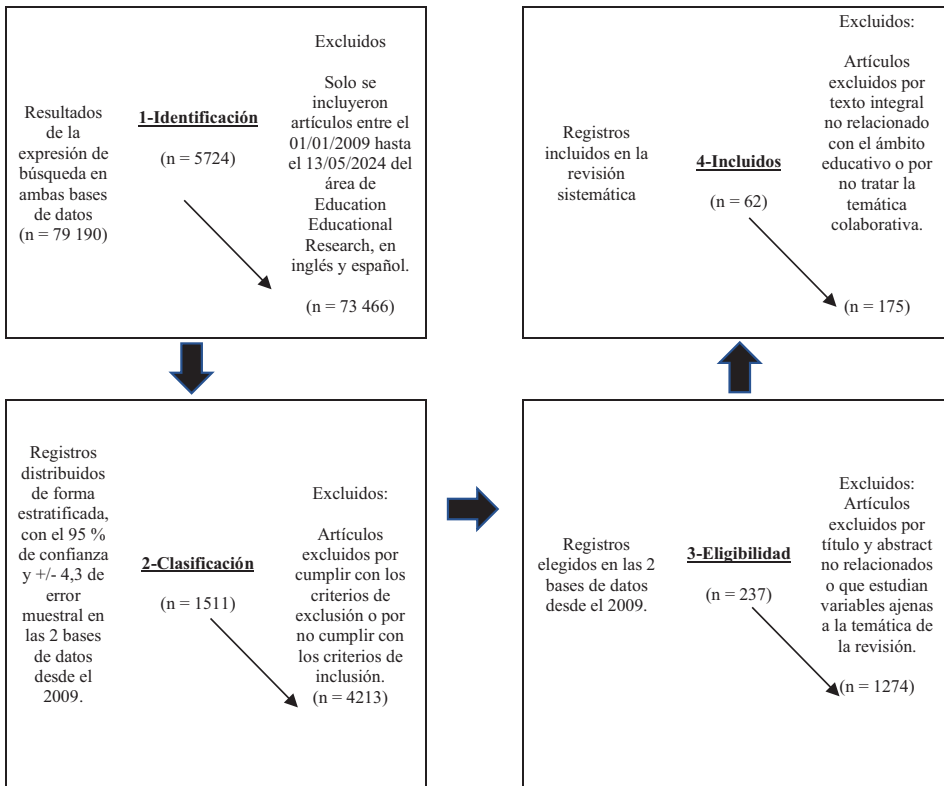 Resultados
de la
expresión de
búsqueda en
ambas bases
de datos
(n = 79 190)
1-Identificación
(n = 5724)
Excluidos
Solo se
incluyeron
artículos entre el
01/01/2009 hasta
el 13/05/2024 del
área de
Education
Educational
Research, en
inglés y español.
(n = 73 466)
Registros
distribuidos
de forma
estratificada,
con el 95 %
de confianza
y +/- 4,3 de
error
muestral en
las 2 bases
de datos
desde el
2009.
2-Clasificación
(n = 1511)
Excluidos:
Artículos
excluidos por
cumplir con los
criterios de
exclusión o por
no cumplir con
los criterios de
inclusión.
(n = 4213)
Registros
elegidos en las 2
bases de datos
desde el 2009.
3-Eligibilidad
(n = 237)
Excluidos:
Artículos
excluidos por
título y abstract
no relacionados
o que estudian
variables ajenas
a la temática de
la revisión.
(n = 1274)
Registros
incluidos en la
revisión
sistemática
4-Incluidos
(n = 62)
Excluidos:
Artículos
excluidos por
texto integral
no relacionado
con el ámbito
educativo o por
no tratar la
temática
colaborativa.
(n = 175)